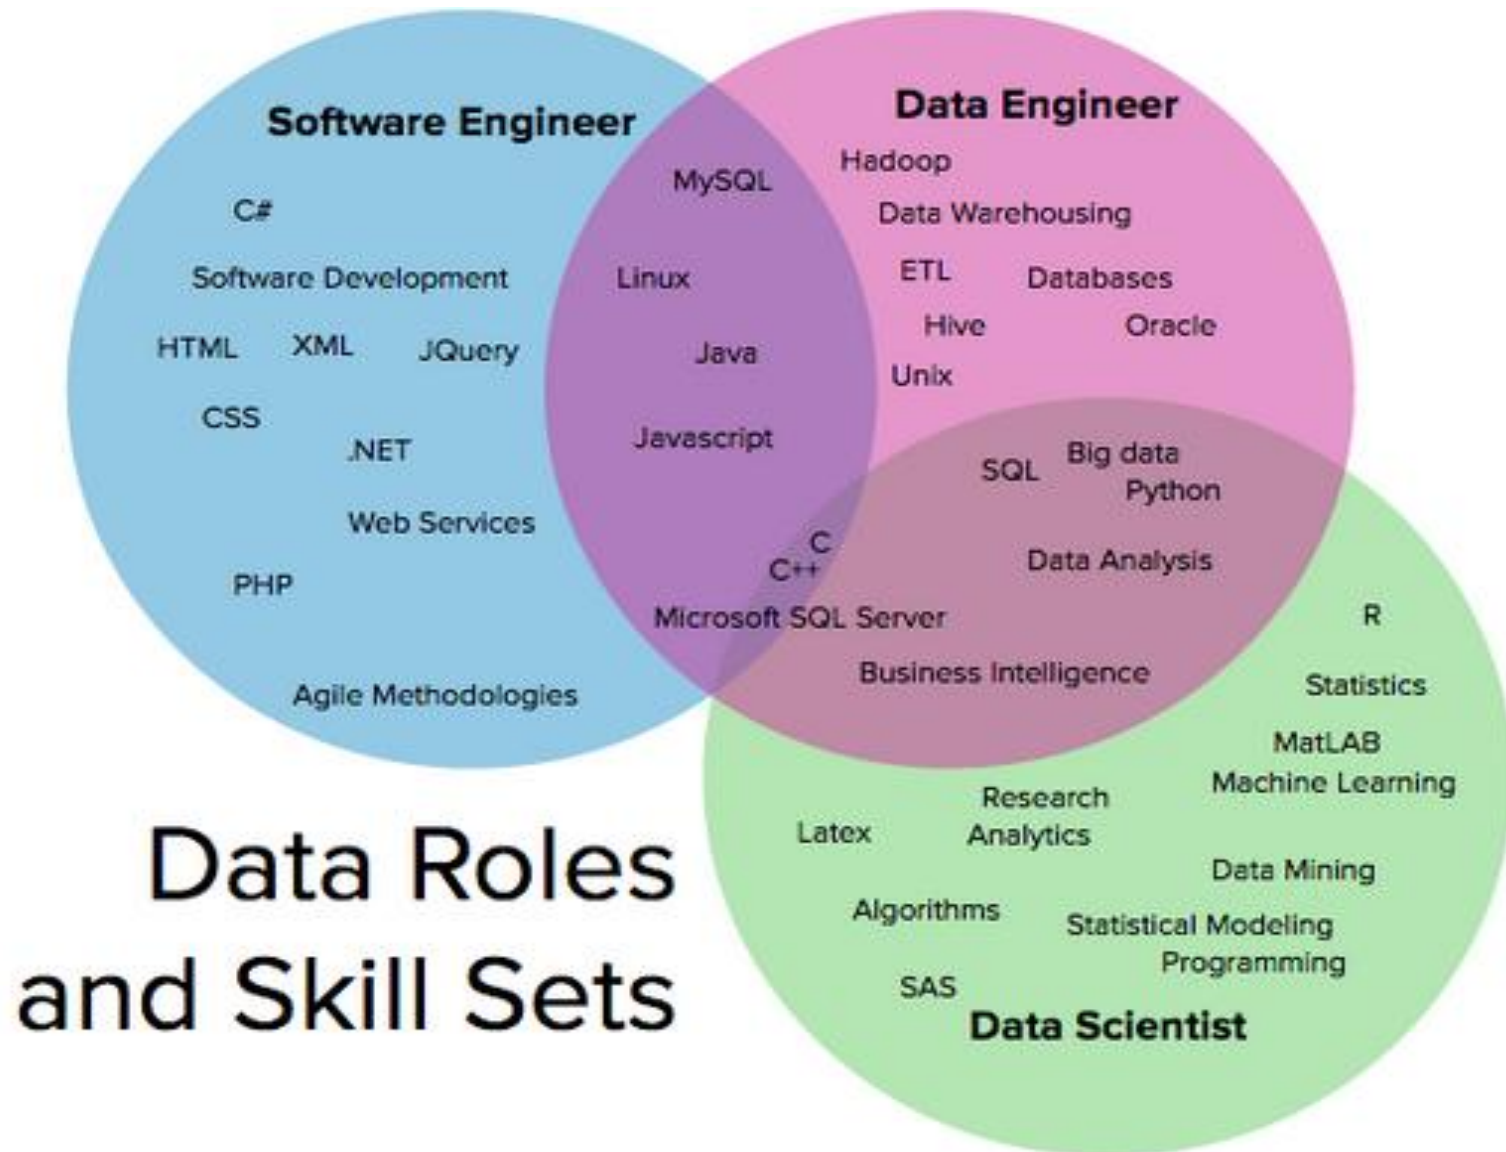 Software Engineer
C#
Software Development
HTML
XML
JQuery
CSS
.NET
Web Services
PHP
Agile Methodologies
MySQL
Linux
Java
Javascript
C
C++
Microsoft SQL Server
Data Engineer
Hadoop
Data Warehousing
ETL
Databases
Hive
Oracle
Unix
SQL
Big data
Python
Data Analysis
Business Intelligence
R
Statistics
MatLAB
Machine Learning
Research
Analytics
Latex
Data Mining
Algorithms
Statistical Modeling
Programming
SAS
Data Scientist
Data Roles
and Skill Sets